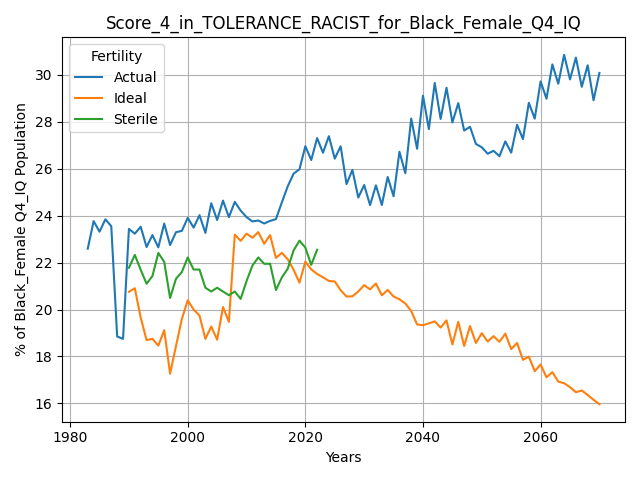 Score_4_in_TOLERANCE_RACIST_for_Black_Female_Q4_IQ
Fertility
Actual
Ideal
Sterile
% of Black_Female Q4_IQ Population
30
28
26
24
22
20
18
16
1980
2000
2020
2040
2060
Years